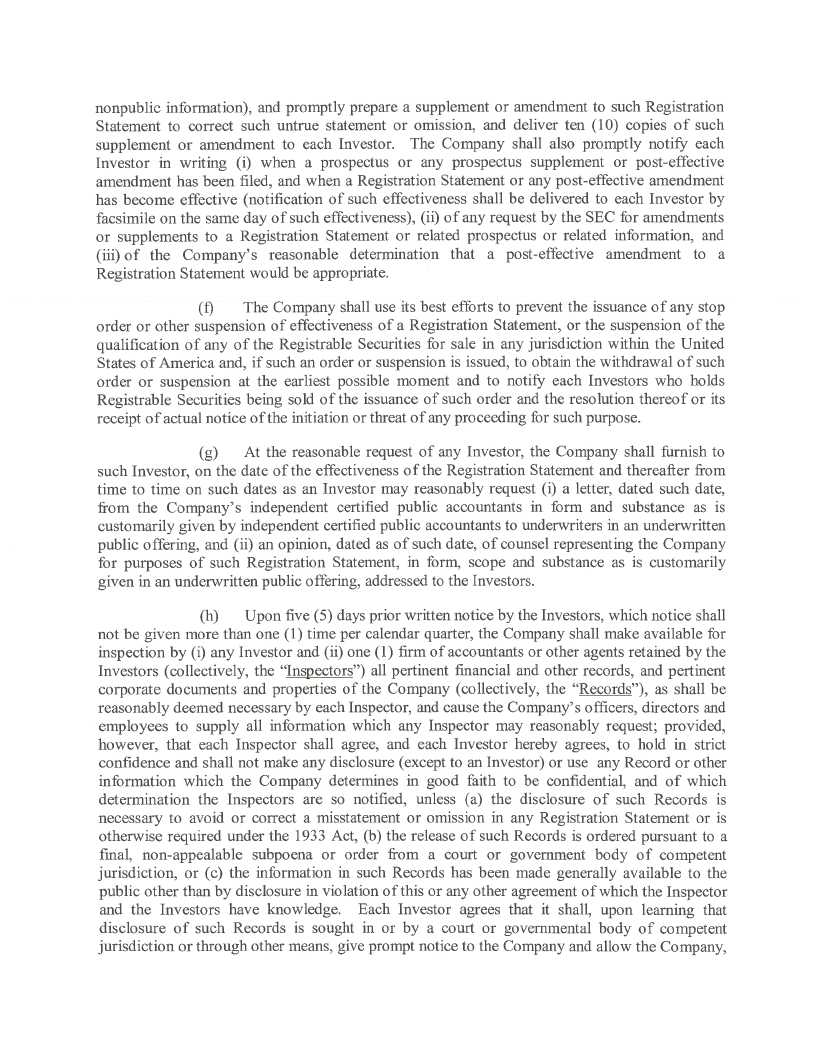 nonpublic information), and promptly prepare a supplement or amendment to such Registration
Statement to correct such untrue statement or omission, and deliver ten (10) copies of such
supplement or amendment to each Investor. The Company shall also promptly notify each
Investor in writing (i) when a prospectus or any prospectus supplement or post-effective
amendment has been filed, and when a Registration Statement or any post-effective amendment
has become effective (notification of such effectiveness shall be delivered to each Investor by
facsimile on the same day of such effectiveness), (ii) of any request by the SEC for amendments
or supplements to a Registration Statement or related prospectus or related information, and
(iii) of the Company's reasonable determination that a post-effective amendment to a
Registration Statement would be appropriate.
(f) The Company shall use its best efforts to prevent the issuance of any stop
order or other suspension of effectiveness of a Registration Statement, or the suspension of the
qualification of any of the Registrable Securities for sale in any jurisdiction within the United
States of America and, if such an order or suspension is issued, to obtain the withdrawal of such
order or suspension at the earliest possible moment and to notify each Investors who holds
Registrable Securities being sold of the issuance of such order and the resolution thereof or its
receipt of actual notice of the initiation or threat of any proceeding for such purpose.
(g) At the reasonable request of any Investor, the Company shall furnish to
such Investor, on the date of the effectiveness of the Registration Statement and thereafter from
time to time on such dates as an Investor may reasonably request (i) a letter, dated such date,
from the Company's independent certified public accountants in form and substance as is
customarily given by independent certified public accountants to underwriters in an underwritten
public offering, and (ii) an opinion, dated as of such date, of counsel representing the Company
for purposes of such Registration Statement, in form, scope and substance as is customarily
given in an underwritten public offering, addressed to the Investors.
(h) Upon five (5) days prior written notice by the Investors, which notice shall
not be given more than one (1) time per calendar quarter, the Company shall make available for
inspection by (i) any Investor and (ii) one (1) firm of accountants or other agents retained by the
Investors (collectively, the “Inspectors”) all pertinent financial and other records, and pertinent
corporate documents and properties of the Company (collectively, the “Records”), as shall be
reasonably deemed necessary by each Inspector, and cause the Company's officers, directors and
employees to supply all information which any Inspector may reasonably request; provided,
however, that each Inspector shall agree, and each Investor hereby agrees, to hold in strict
confidence and shall not make any disclosure (except to an Investor) or use any Record or other
information which the Company determines in good faith to be confidential, and of which
determination the Inspectors are so notified, unless (a) the disclosure of such Records is
necessary to avoid or correct a misstatement or omission in any Registration Statement or is
otherwise required under the 1933 Act, (b) the release of such Records is ordered pursuant to a
final, non-appealable subpoena or order from a court or government body of competent
jurisdiction, or (c) the information in such Records has been made generally available to the
public other than by disclosure in violation of this or any other agreement of which the Inspector
and the Investors have knowledge. Each Investor agrees that it shall, upon learning that
disclosure of such Records is sought in or by a court or governmental body of competent
jurisdiction or through other means, give prompt notice to the Company and allow the Company,